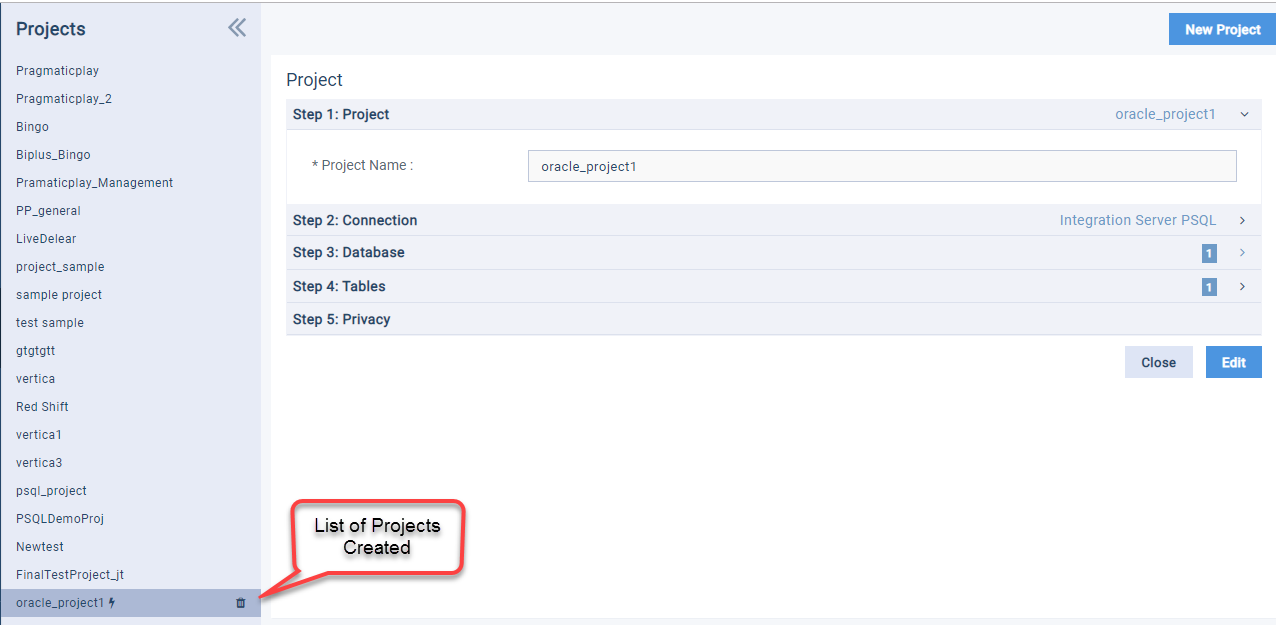 Projects
New Project
Pragmaticplay
Pragmaticplay_2
Bingo
Biplus_Bingo
Pramaticplay_Management
PP_general
LiveDelear
project_sample
sample project
test sample
gtgtgtt
vertica
Red Shift
vertica1
vertica3
psql_project
PSQLDemoProj
Newtest
FinalTestProject_jt
oracle_project1
Project
Step 1: Project oracle_project1
* Project Name : oracle_project1
Step 2: Connection Integration Server PSQL
Step 3: Database 1
Step 4: Tables 1
Step 5: Privacy
Close Edit
List of Projects
Created